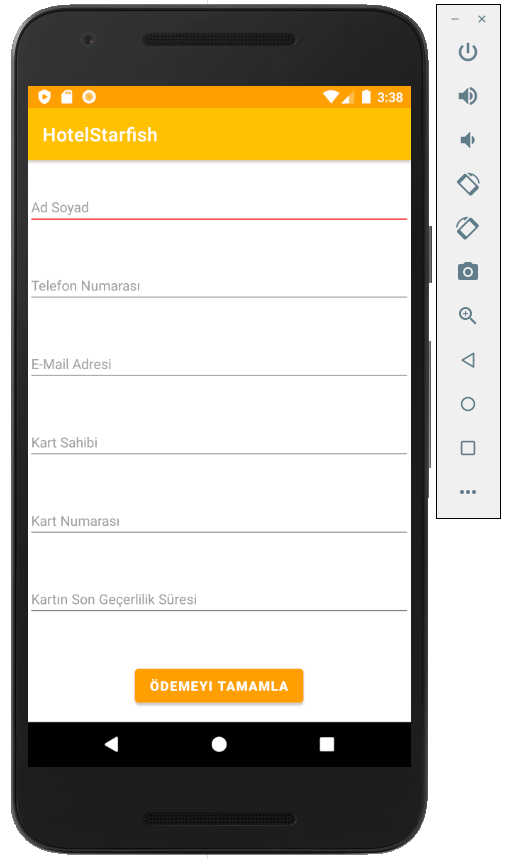 3:38
HotelStarfish
Ad Soyad
Telefon Numarası
E-Mail Adresi
Kart Sahibi
Kart Numarası
Kartın Son Geçerlilik Süresi
ÖDEMEYİ TAMAMLA